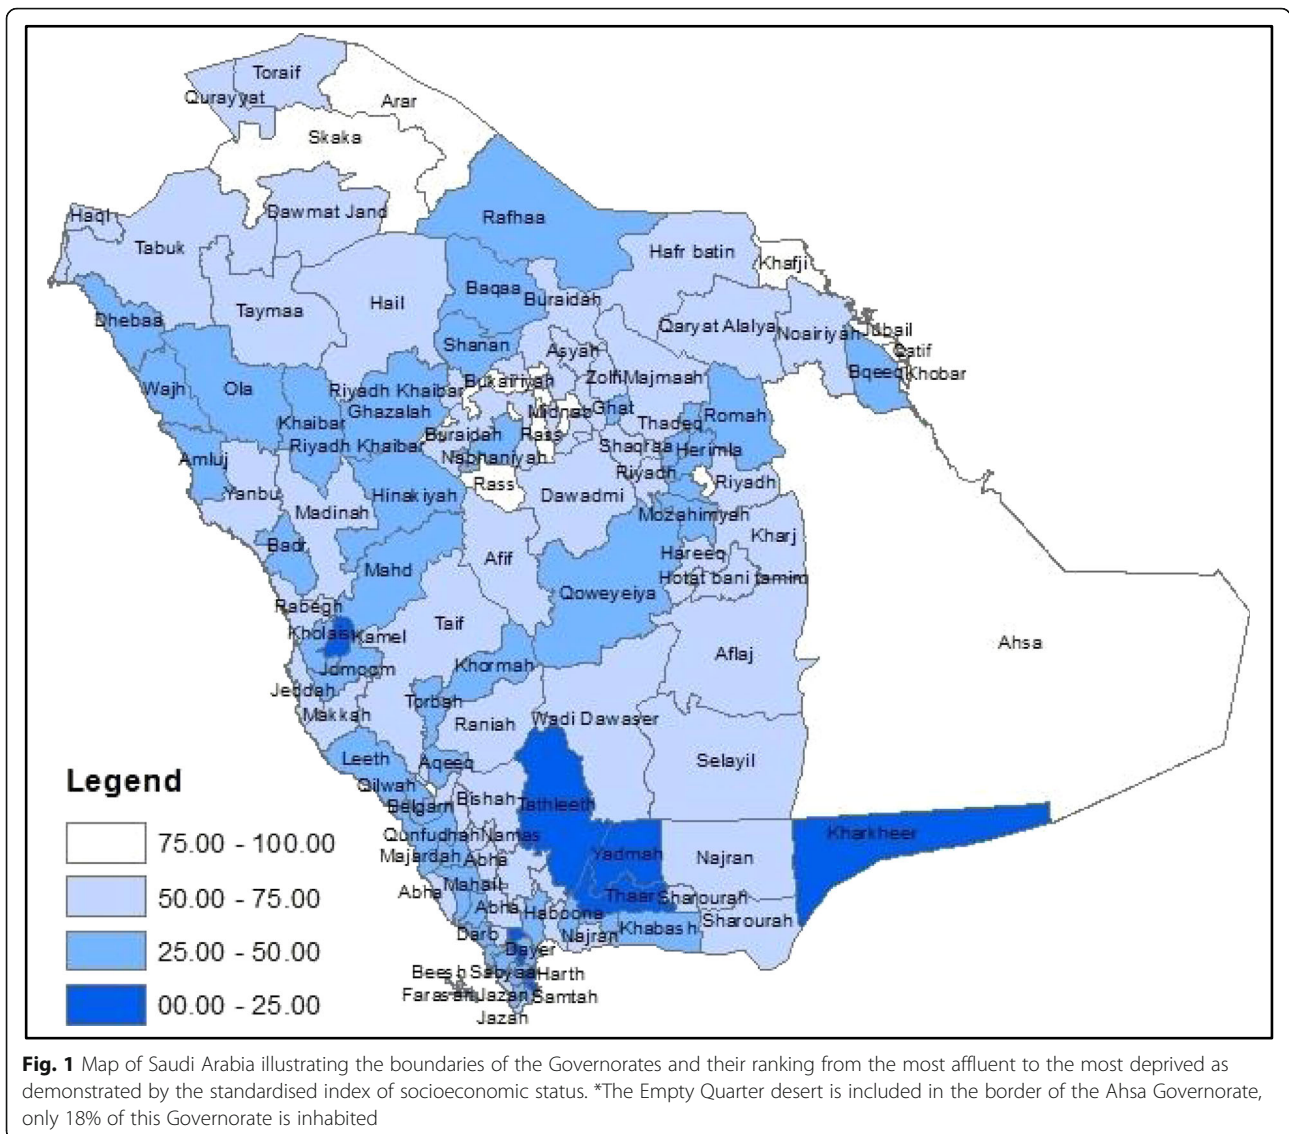 Toraif
Qurayyat
Arar
Skaka
Haql
Dawmat Jand
Rafhaa
Tabuk
Hafr batin
Khafji
Baqaa
Buraidah
Taymaa
Hail
Dhebaa
Qaryat Alalya
Noairiyah
Jubail
Shanan
Asyah
Qatif
Bqeeq
Khobar
Wajh
Ola
Riyadh Khaibar
Bukairiyah
Zolfi
Majmaah
Ghazalah
Midnab
Ghat
Romah
Khaibar
Thadeq
Riyadh Khaibar
Buraidah
Rass
Shaqraa
Herimla
Amluj
Nabhaniyah
Riyadh
Riyadh
Yanbu
Hinakiyah
Rass
Dawadmi
Madinah
Mozahimiyah
Kharj
Badr
Afif
Hareeq
Mahd
Hotat bani tamim
Qoweyeiya
Rabegh
Taif
Kholais
Kamel
Ahsa
Jomoom
Khormah
Aflaj
Jeddah
Torbah
Makkah
Raniah
Wadi Dawaser
Leeth
Aqeeq
Selayil
Qilwah
Belgarn
Bishah
Tathleeth
Qunfudhah
Namas
Kharkheer
Majardah
Abha
Yadmah
Najran
Abha
Mahail
Thaar
Sharourah
Abha
Haboona
Darb
Najran
Khabash
Sharourah
Dayer
Beesh
Sabyaa
Harth
Farasan
Jazan
Samtah
Jazan
Legend
75.00 - 100.00
50.00 - 75.00
25.00 - 50.00
00.00 - 25.00
Fig. 1 Map of Saudi Arabia illustrating the boundaries of the Governorates and their ranking from the most affluent to the most deprived as
demonstrated by the standardised index of socioeconomic status. *The Empty Quarter desert is included in the border of the Ahsa Governorate,
only 18% of this Governorate is inhabited